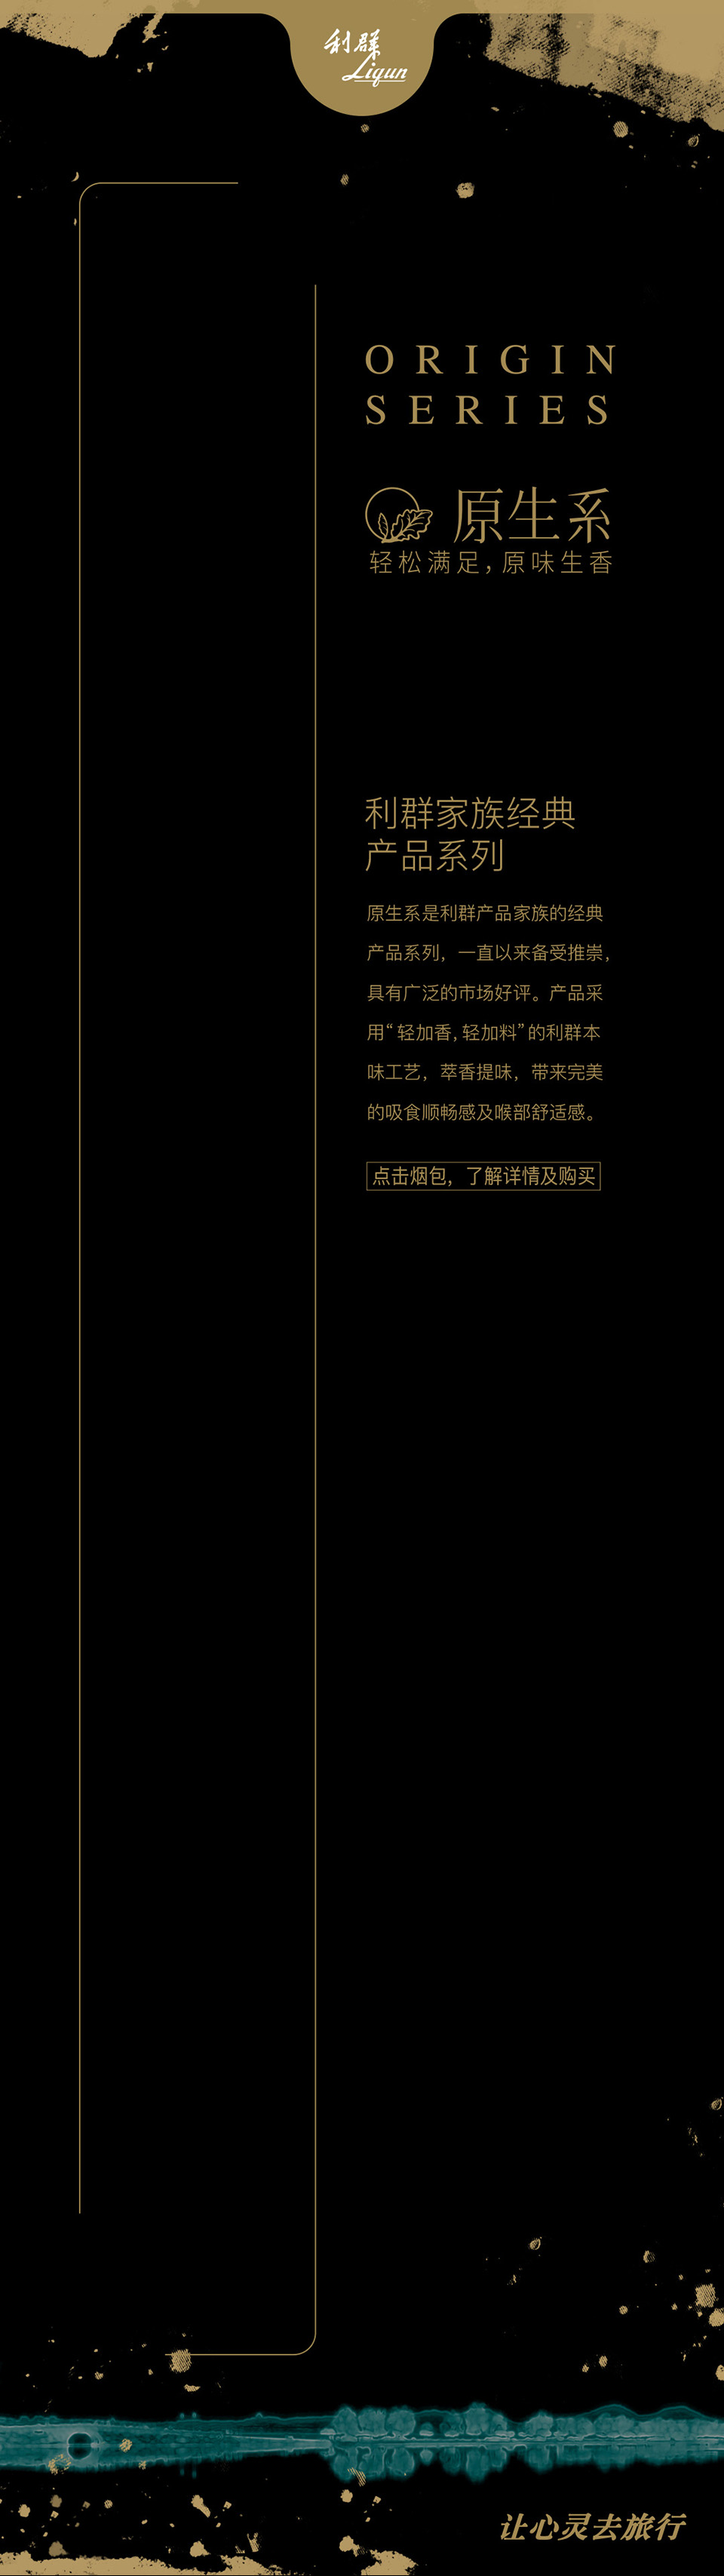 利群
Liqun
ORIGIN
SERIES
原生系
轻松满足,原味生香
利群家族经典
产品系列
原生系是利群产品家族的经典
产品系列，一直以来备受推崇，
具有广泛的市场好评。产品采
用“轻加香,轻加料”的利群本
味工艺，萃香提味，带来完美
的吸食顺畅感及喉部舒适感。
点击烟包，了解详情及购买
让心灵去旅行